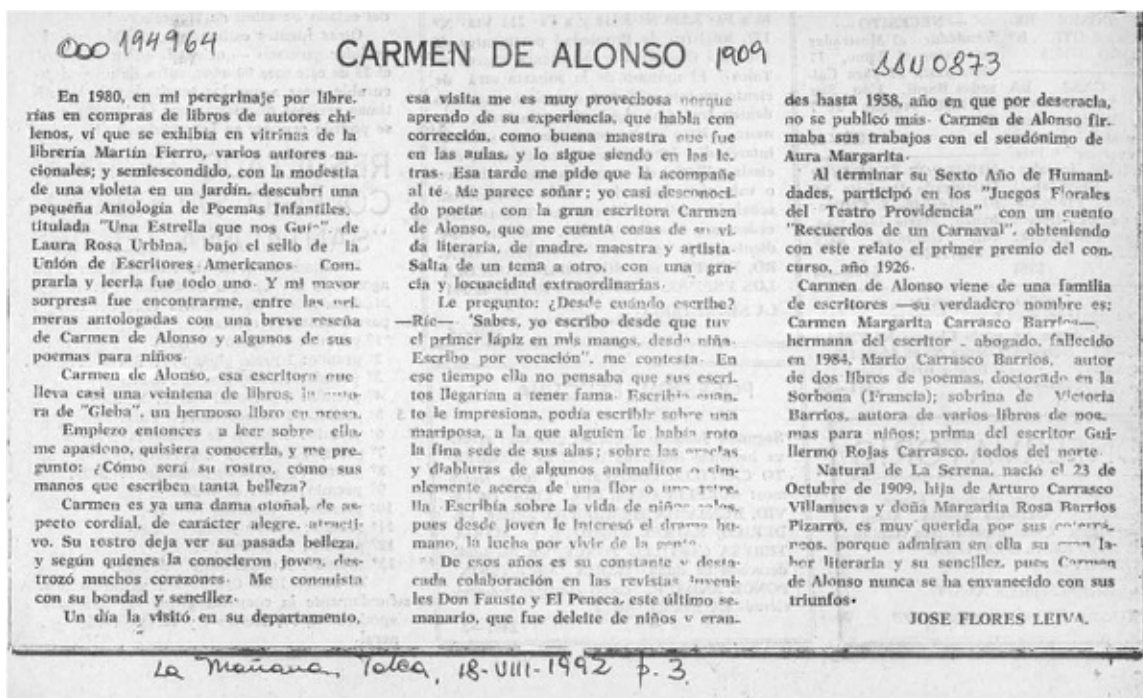 000194964
CARMEN DE ALONSO 1909
AAU0873
En 1980, en mi peregrinaje por libre-
rías en compras de libros de autores chi-
lenos, ví que se exhibía en vitrinas de la
librería Martín Fierro, varios autores na-
cionales; y semiescondido, con la modestia
de una violeta en un jardín, descubrí una
pequeña Antología de Poemas Infantiles,
titulada "Una Estrella que nos Guíe", de
Laura Rosa Urbina, bajo el sello de la
Unión de Escritores Americanos Com-
prarla y leerla fue todo uno. Y mi mayor
sorpresa fue encontrarme, entre las pri-
meras antologadas con una breve reseña
de Carmen de Alonso y algunos de sus
poemas para niños
Carmen de Alonso, esa escritora que
lleva casi una veintena de libros, la auto-
ra de "Gleba", un hermoso libro en prosa.
Empiezo entonces a leer sobre ella,
me apasiono, quisiera conocerla, y me pre-
gunto: ¿Cómo será su rostro, cómo sus
manos que escriben tanta belleza?
Carmen es ya una dama otoñal, de as-
pecto cordial, de carácter alegre, atracti-
vo. Su rostro deja ver su pasada belleza,
y según quienes la conocieron joven, des-
trozó muchos corazones. Me conquista
con su bondad y sencillez.
Un día la visitó en su departamento,
esa visita me es muy provechosa porque
aprendo de su experiencia, que habla con
corrección, como buena maestra que fue
en las aulas, y lo sigue siendo en las le-
tras. Esa tarde me pide que la acompañe
al té. Me parece soñar; yo casi desconoci-
do poeta, con la gran escritora Carmen
de Alonso, que me cuenta cosas de su vi-
da literaria, de madre, maestra y artista
Salta de un tema a otro, con una gra-
cia y locuacidad extraordinarias.
Le pregunto: ¿Desde cuándo escribe?
—Ríe— "Sabes, yo escribo desde que tuve
el primer lápiz en mis manos, desde niña
Escribo por vocación", me contesta. En
ese tiempo ella no pensaba que sus escri-
tos llegarían a tener fama. Escribía cuan-
to le impresiona, podía escribir sobre una
mariposa, a la que alguien le había roto
la fina sede de sus alas; sobre las gracias
y diabluras de algunos animalitos o sim-
plemente acerca de una flor o una estre-
lla. Escribía sobre la vida de niños
pues desde joven le interesó el drama hu-
mano, la lucha por vivir de la gente.
De esos años es su constante y desta-
cada colaboración en las revistas juveni-
les Don Fausto y El Peneca, este último se-
manario, que fue deleite de niños y gran-
des hasta 1958, año en que por desgracia,
no se publicó más. Carmen de Alonso fir-
maba sus trabajos con el seudónimo de
Aura Margarita.
Al terminar su Sexto Año de Humani-
dades, participó en los "Juegos Florales
del Teatro Providencia" con un cuento
"Recuerdos de un Carnaval", obteniendo
con este relato el primer premio del con-
curso, año 1926.
Carmen de Alonso viene de una familia
de escritores —su verdadero nombre es:
Carmen Margarita Carrasco Barrios—,
hermana del escritor - abogado, fallecido
en 1984, Mario Carrasco Barrios, autor
de dos libros de poemas, doctorado en la
Sorbona (Francia); sobrina de Victoria
Barrios, autora de varios libros de poe-
mas para niños; prima del escritor Gui-
llermo Rojas Carrasco, todos del norte
Natural de La Serena, nació el 23 de
Octubre de 1909, hija de Arturo Carrasco
Villanueva y doña Margarita Rosa Barrios
Pizarro, es muy querida por sus coterrá-
neos, porque admiran en ella su gran la-
bor literaria y su sencillez, pues Carmen
de Alonso nunca se ha envanecido con sus
triunfos.
JOSE FLORES LEIVA.
La Mañana, Talca, 18-VIII-1992 p. 3